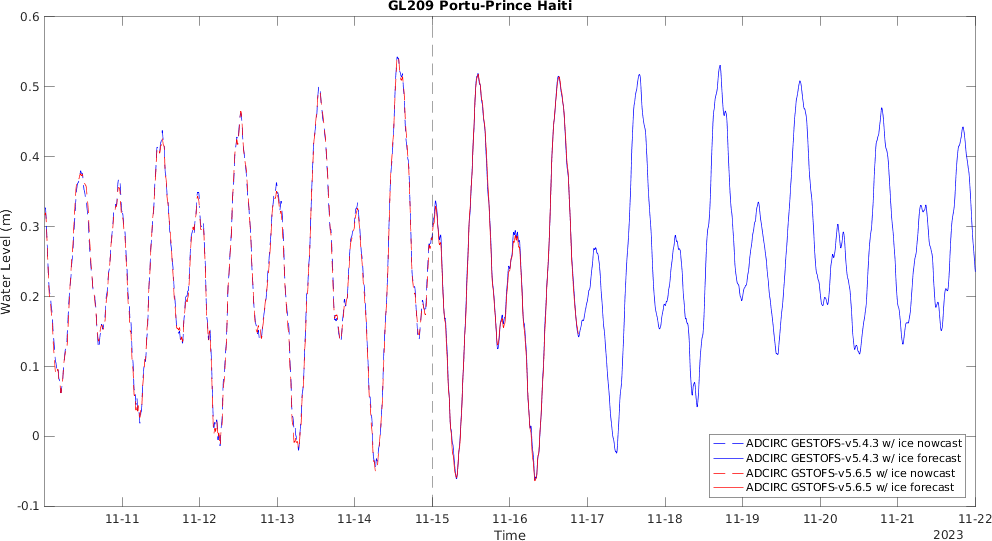 GL209 Portu-Prince Haiti
0.6
0.5
0.4
0.3
0.2
0.1
0
-0.1
Water Level (m)
ADCIRC GESTOFS-v5.4.3 w/ ice nowcast
ADCIRC GESTOFS-v5.4.3 w/ ice forecast
ADCIRC GSTOFS-v5.6.5 w/ ice nowcast
ADCIRC GSTOFS-v5.6.5 w/ ice forecast
11-11 11-12 11-13 11-14 11-15 11-16 11-17 11-18 11-19 11-20 11-21 11-22
Time
2023